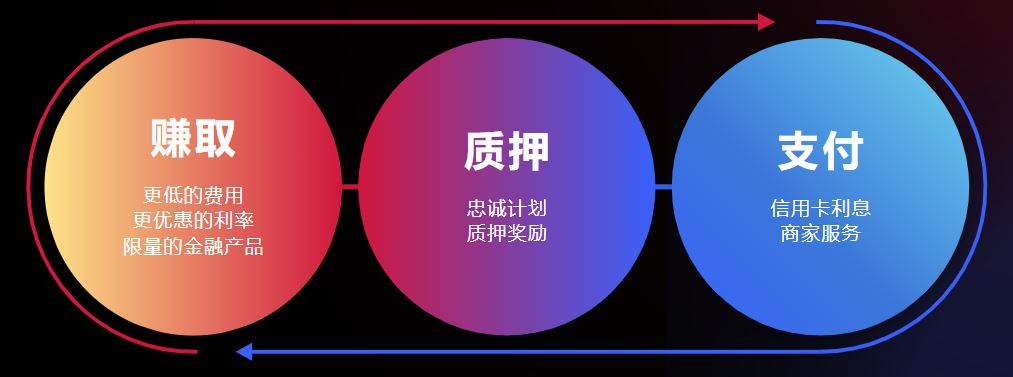 赚取
更低的费用
更优惠的利率
限量的金融产品
质押
忠诚计划
质押奖励
支付
信用卡利息
商家服务